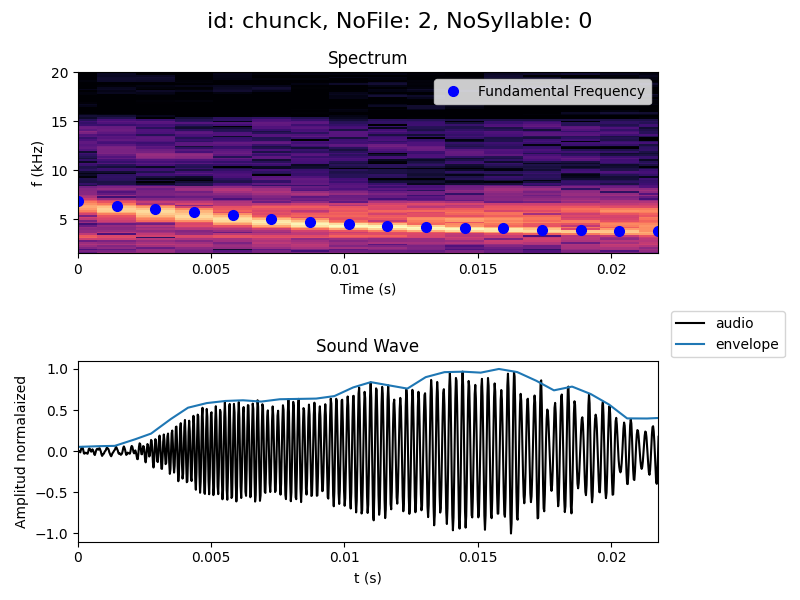 id: chunck, NoFile: 2, NoSyllable: 0
Spectrum
20
15
10
5
f (kHz)
Fundamental Frequency
0
0.005
0.01
0.015
0.02
Time (s)
audio
envelope
Sound Wave
1.0
0.5
0.0
−0.5
−1.0
Amplitud normalaized
0
0.005
0.01
0.015
0.02
t (s)